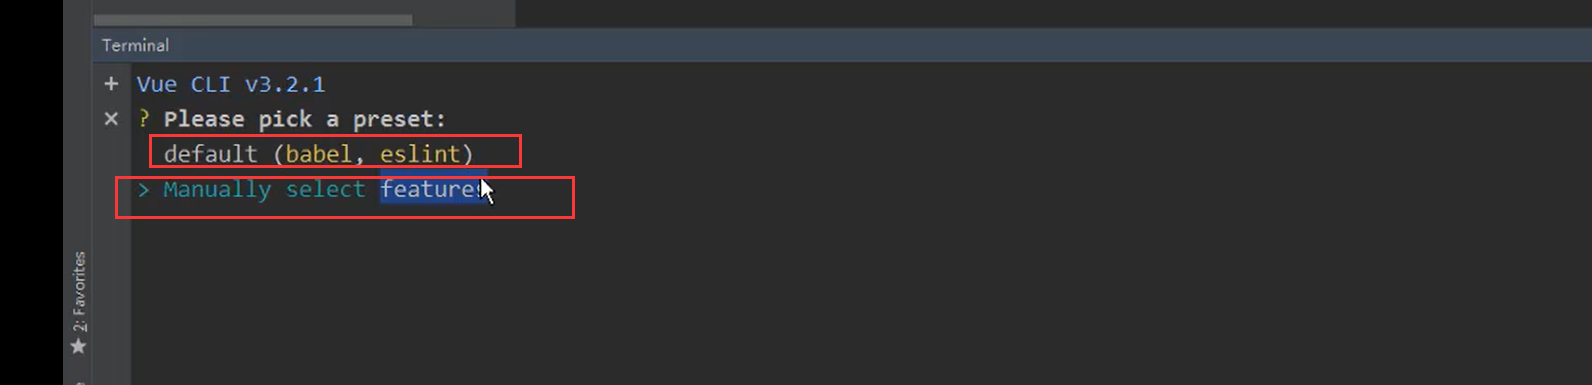 Terminal
+ Vue CLI v3.2.1
× ? Please pick a preset:
default (babel, eslint)
> Manually select features
2: Favorites